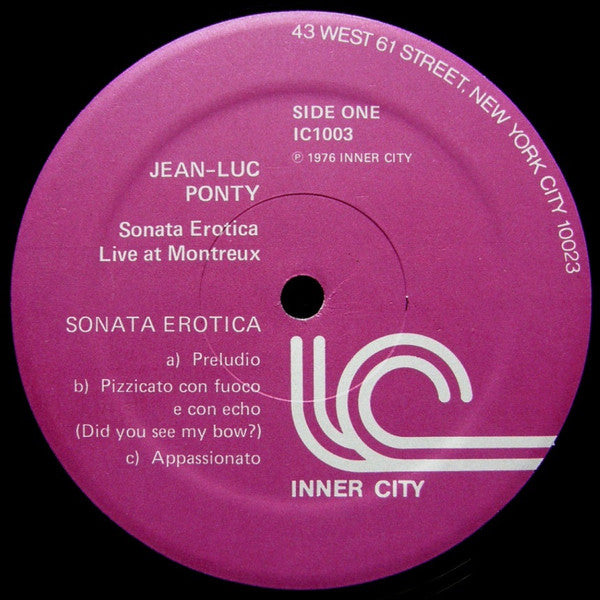 43 WEST 61 STREET, NEW YORK CITY 10023
SIDE ONE
IC1003
℗ 1976 INNER CITY
JEAN-LUC
PONTY
Sonata Erotica
Live at Montreux
SONATA EROTICA
a) Preludio
b) Pizzicato con fuoco
e con echo
(Did you see my bow?)
c) Appassionato
IC
INNER CITY